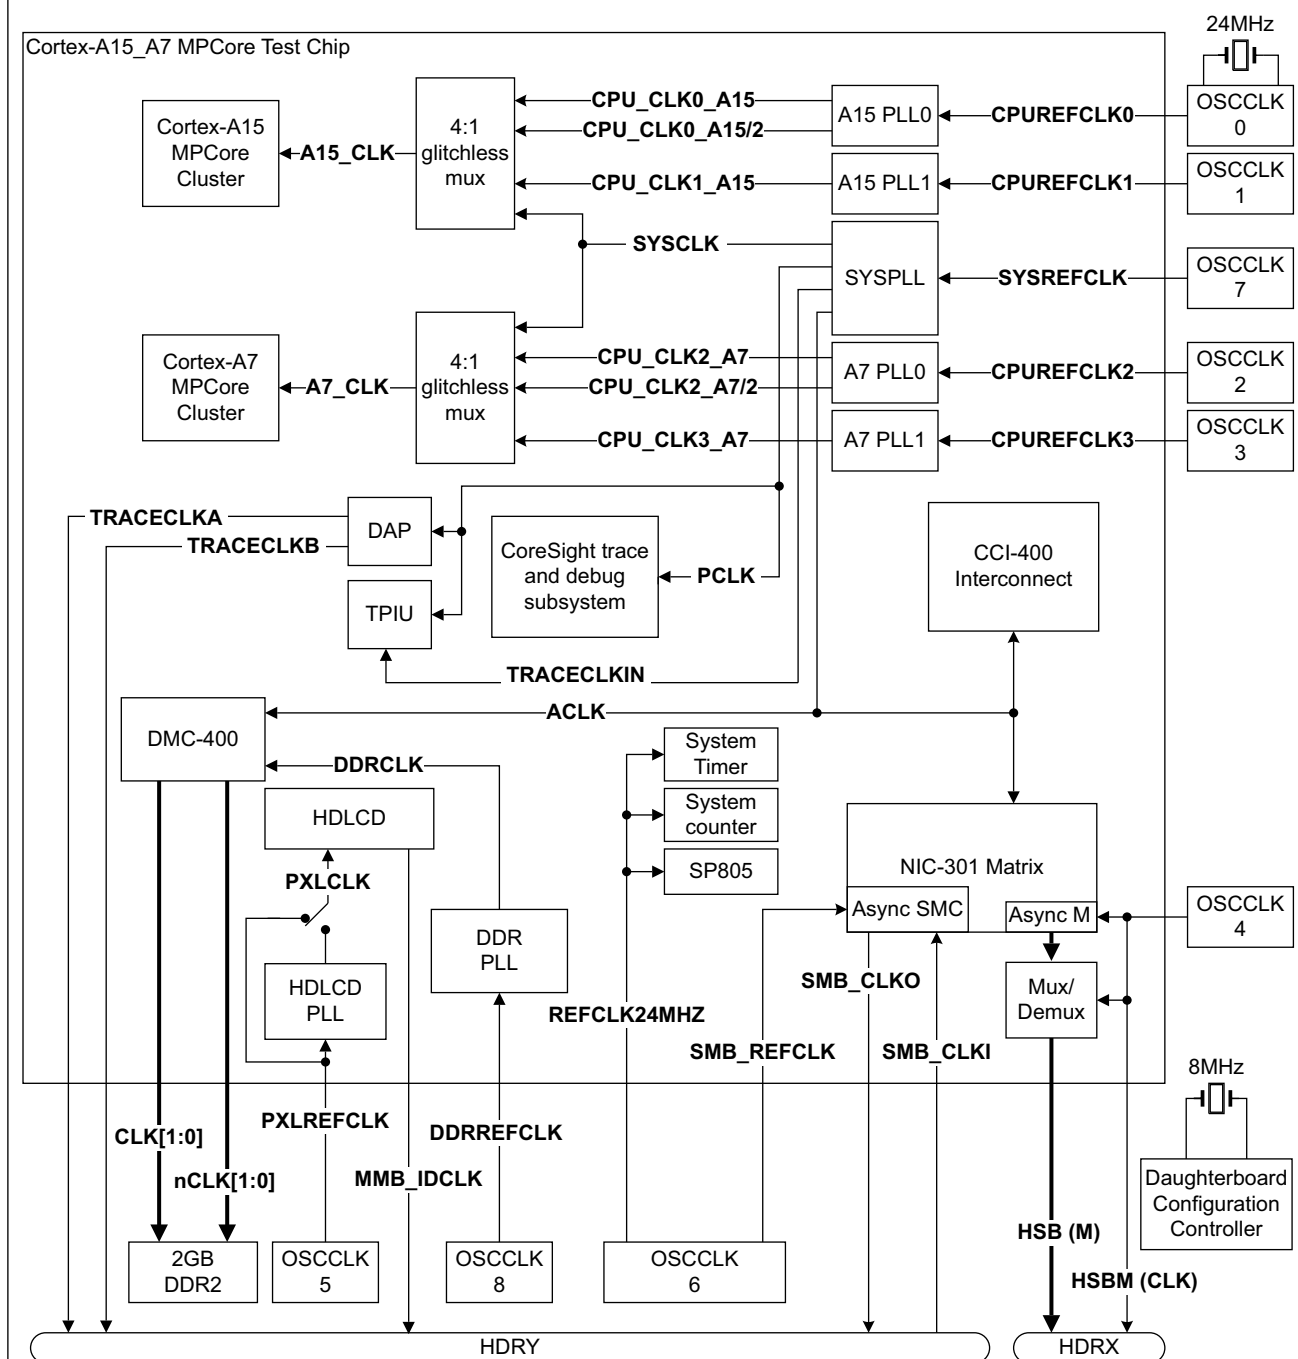 24MHz
Cortex-A15_A7 MPCore Test Chip
Cortex-A15
MPCore
Cluster
A15_CLK
4:1
glitchless
mux
CPU_CLK0_A15
CPU_CLK0_A15/2
CPU_CLK1_A15
A15 PLL0
A15 PLL1
CPUREFCLK0
CPUREFCLK1
OSCCLK
0
OSCCLK
1
SYSCLK
SYSPLL
SYSREFCLK
OSCCLK
7
Cortex-A7
MPCore
Cluster
A7_CLK
4:1
glitchless
mux
CPU_CLK2_A7
CPU_CLK2_A7/2
CPU_CLK3_A7
A7 PLL0
A7 PLL1
CPUREFCLK2
CPUREFCLK3
OSCCLK
2
OSCCLK
3
TRACECLKA
TRACECLKB
DAP
TPIU
CoreSight trace
and debug
subsystem
PCLK
CCI-400
Interconnect
TRACECLKIN
ACLK
DMC-400
DDRCLK
HDLCD
PXLCLK
HDLCD
PLL
DDR
PLL
System
Timer
System
counter
SP805
REFCLK24MHZ
NIC-301 Matrix
Async SMC
Async M
OSCCLK
4
SMB_CLKO
Mux/
Demux
SMB_REFCLK
SMB_CLKI
8MHz
CLK[1:0]
nCLK[1:0]
PXLREFCLK
MMB_IDCLK
DDRREFCLK
Daughterboard
Configuration
Controller
HSB (M)
HSBM (CLK)
2GB
DDR2
OSCCLK
5
OSCCLK
8
OSCCLK
6
HDRY
HDRX